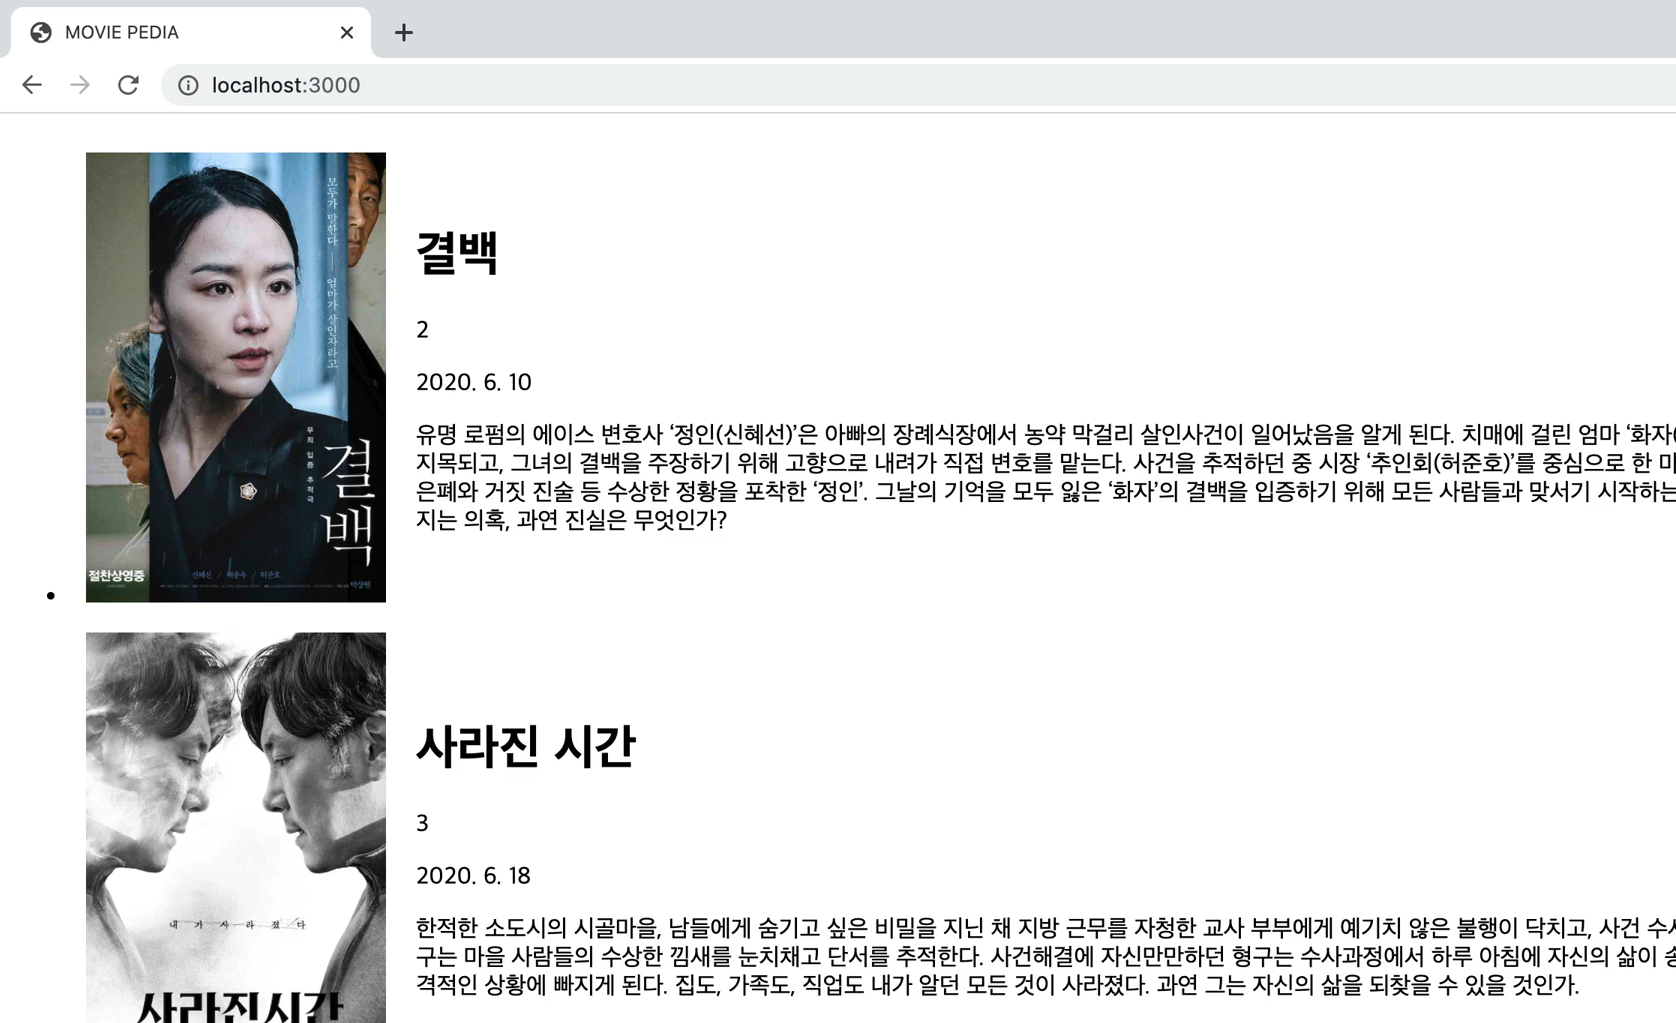 MOVIE PEDIA
localhost:3000
모두가 말한다
엄마가 살인자라고
무죄 입증 추적극
결백
절찬상영중
신혜선 / 배종옥 / 허준호
박상현
결백
2
2020. 6. 10
유명 로펌의 에이스 변호사 ‘정인(신혜선)’은 아빠의 장례식장에서 농약 막걸리 살인사건이 일어났음을 알게 된다. 치매에 걸린 엄마 ‘화자(
지목되고, 그녀의 결백을 주장하기 위해 고향으로 내려가 직접 변호를 맡는다. 사건을 추적하던 중 시장 ‘추인회(허준호)’를 중심으로 한 마
은폐와 거짓 진술 등 수상한 정황을 포착한 ‘정인’. 그날의 기억을 모두 잃은 ‘화자’의 결백을 입증하기 위해 모든 사람들과 맞서기 시작하는
지는 의혹, 과연 진실은 무엇인가?
내가 사라졌다
사라진시간
사라진 시간
3
2020. 6. 18
한적한 소도시의 시골마을, 남들에게 숨기고 싶은 비밀을 지닌 채 지방 근무를 자청한 교사 부부에게 예기치 않은 불행이 닥치고, 사건 수사
구는 마을 사람들의 수상한 낌새를 눈치채고 단서를 추적한다. 사건해결에 자신만만하던 형구는 수사과정에서 하루 아침에 자신의 삶이 송
격적인 상황에 빠지게 된다. 집도, 가족도, 직업도 내가 알던 모든 것이 사라졌다. 과연 그는 자신의 삶을 되찾을 수 있을 것인가.